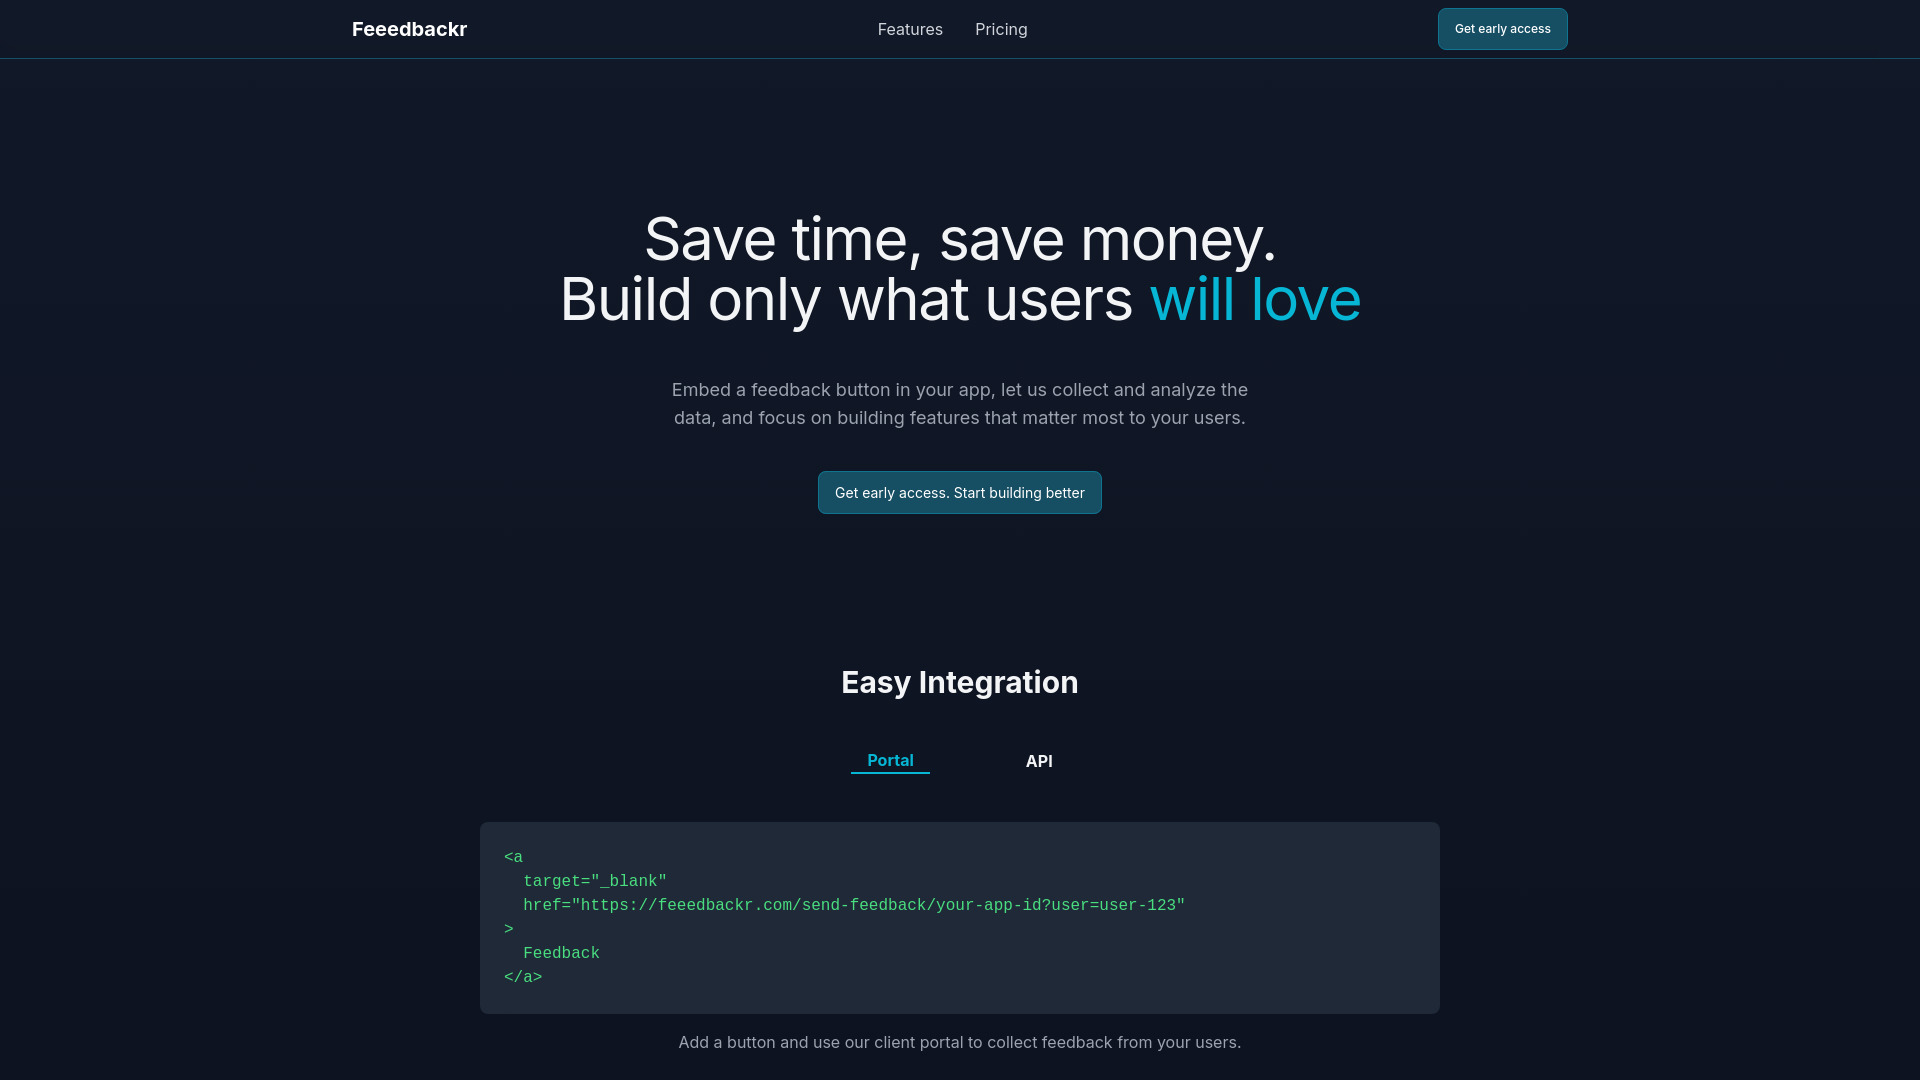 Feeedbackr
Features
Pricing
Get early access
Save time, save money.
Build only what users will love
Embed a feedback button in your app, let us collect and analyze the
data, and focus on building features that matter most to your users.
Get early access. Start building better
Easy Integration
Portal
API
<a
  target="_blank"
  href="https://feeedbackr.com/send-feedback/your-app-id?user=user-123"
>
  Feedback
</a>
Add a button and use our client portal to collect feedback from your users.